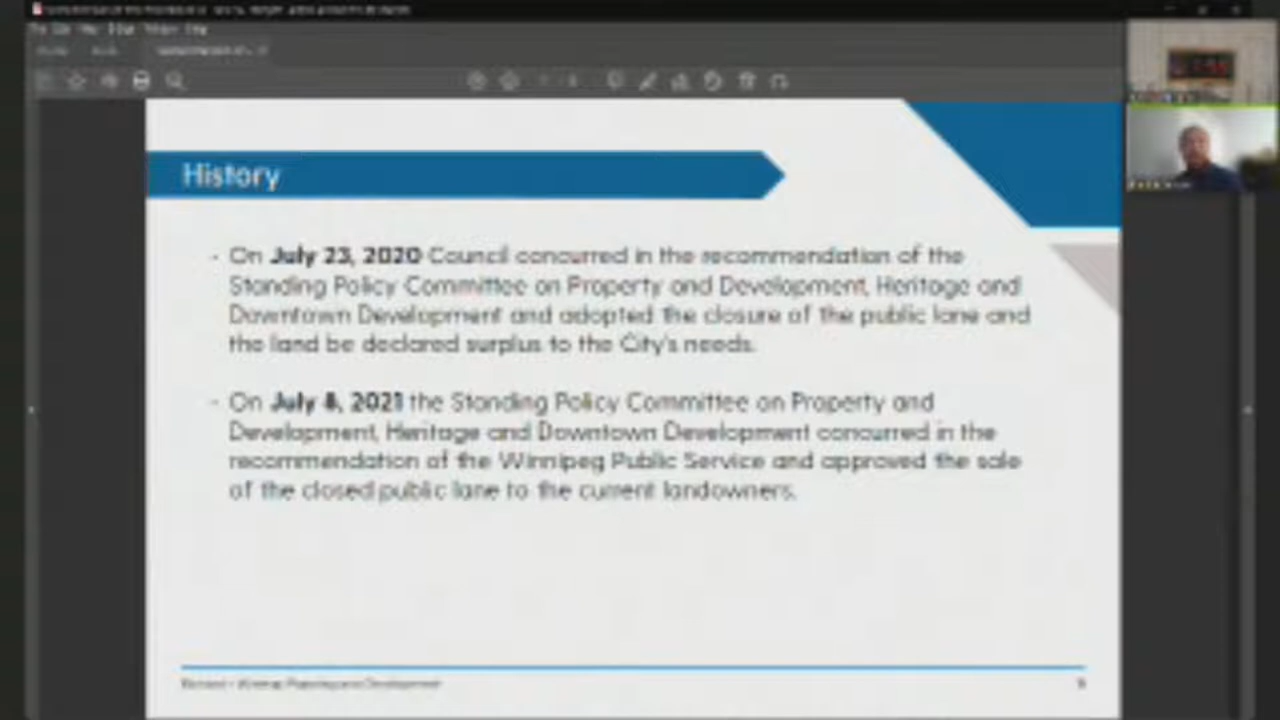 History
- On July 23, 2020 Council concurred in the recommendation of the
Standing Policy Committee on Property and Development, Heritage and
Downtown Development and adopted the closure of the public lane and
the land be declared surplus to the City's needs.
- On July 8, 2021 the Standing Policy Committee on Property and
Development, Heritage and Downtown Development concurred in the
recommendation of the Winnipeg Public Service and approved the sale
of the closed public lane to the current landowners.
Planning and Development